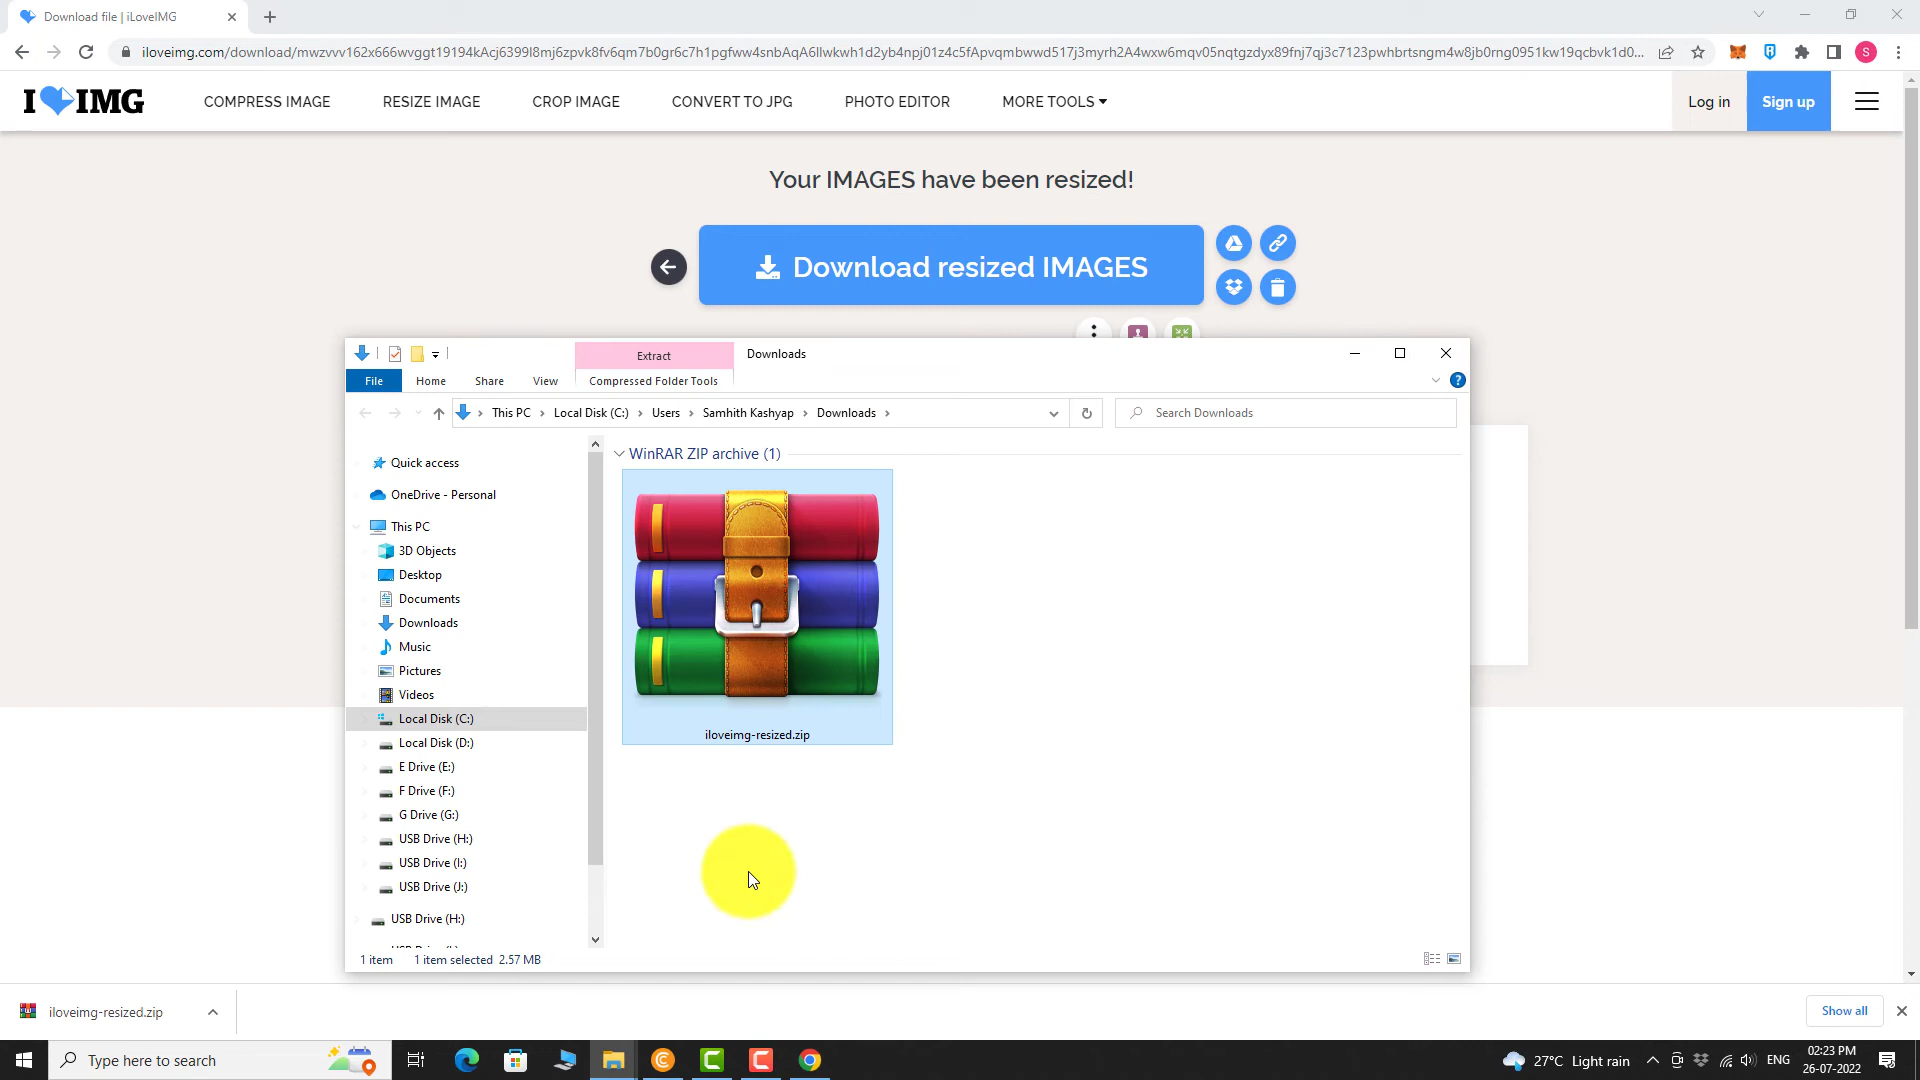 Download file | iLoveIMG
iloveimg.com/download/mwzvvv162x666wvggt19194kAcj6399l8mj6zpvk8fv6qm7b0gr6c7h1pgfww4snbAqA6llwkwh1d2yb4npj01z4c5fApvqmbwwd517j3myrh2A4wxw6mqv05nqtgzdyx89fnj7qj3c7123pwhbrtsngm4w8jb0rng0951kw19qcbvk1d0...
S
I IMG
COMPRESS IMAGE
RESIZE IMAGE
CROP IMAGE
CONVERT TO JPG
PHOTO EDITOR
MORE TOOLS
Log in
Sign up
Your IMAGES have been resized!
Download resized IMAGES
Extract
Downloads
File
Home
Share
View
Compressed Folder Tools
This PC
Local Disk (C:)
Users
Samhith Kashyap
Downloads
Search Downloads
Quick access
OneDrive - Personal
This PC
3D Objects
Desktop
Documents
Downloads
Music
Pictures
Videos
Local Disk (C:)
Local Disk (D:)
E Drive (E:)
F Drive (F:)
G Drive (G:)
USB Drive (H:)
USB Drive (I:)
USB Drive (J:)
USB Drive (H:)
WinRAR ZIP archive (1)
iloveimg-resized.zip
1 item
1 item selected 2.57 MB
iloveimg-resized.zip
Show all
Type here to search
27°C Light rain
ENG
02:23 PM
26-07-2022